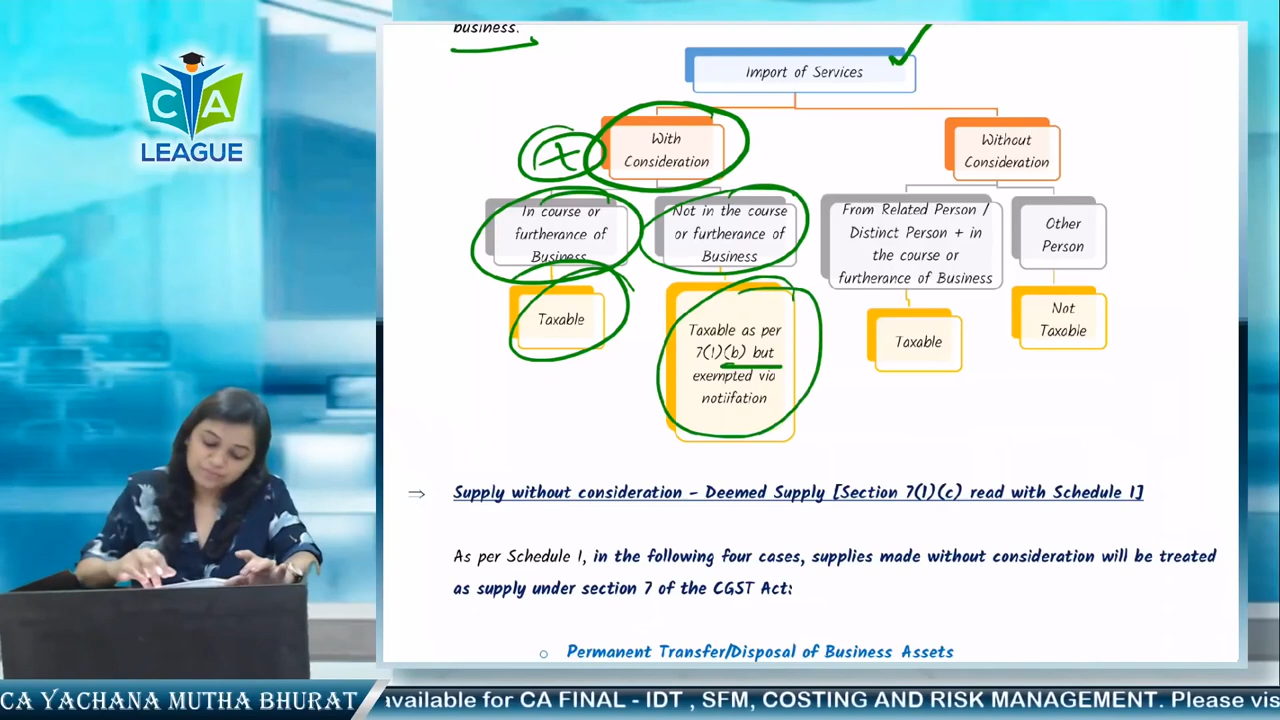 business.
Import of Services
With
Consideration
Without
Consideration
In course or
furtherance of
Business
Not in the course
or furtherance of
Business
From Related Person /
Distinct Person + in
the course or
furtherance of Business
Other
Person
Taxable
Taxable as per
7(1)(b) but
exempted via
notiifation
Taxable
Not
Taxable
⇒ Supply without consideration – Deemed Supply [Section 7(1)(c) read with Schedule I]
As per Schedule I, in the following four cases, supplies made without consideration will be treated
as supply under section 7 of the CGST Act:
o Permanent Transfer/Disposal of Business Assets
CA
LEAGUE
CA YACHANA MUTHA BHURAT
available for CA FINAL - IDT , SFM, COSTING AND RISK MANAGEMENT. Please vis